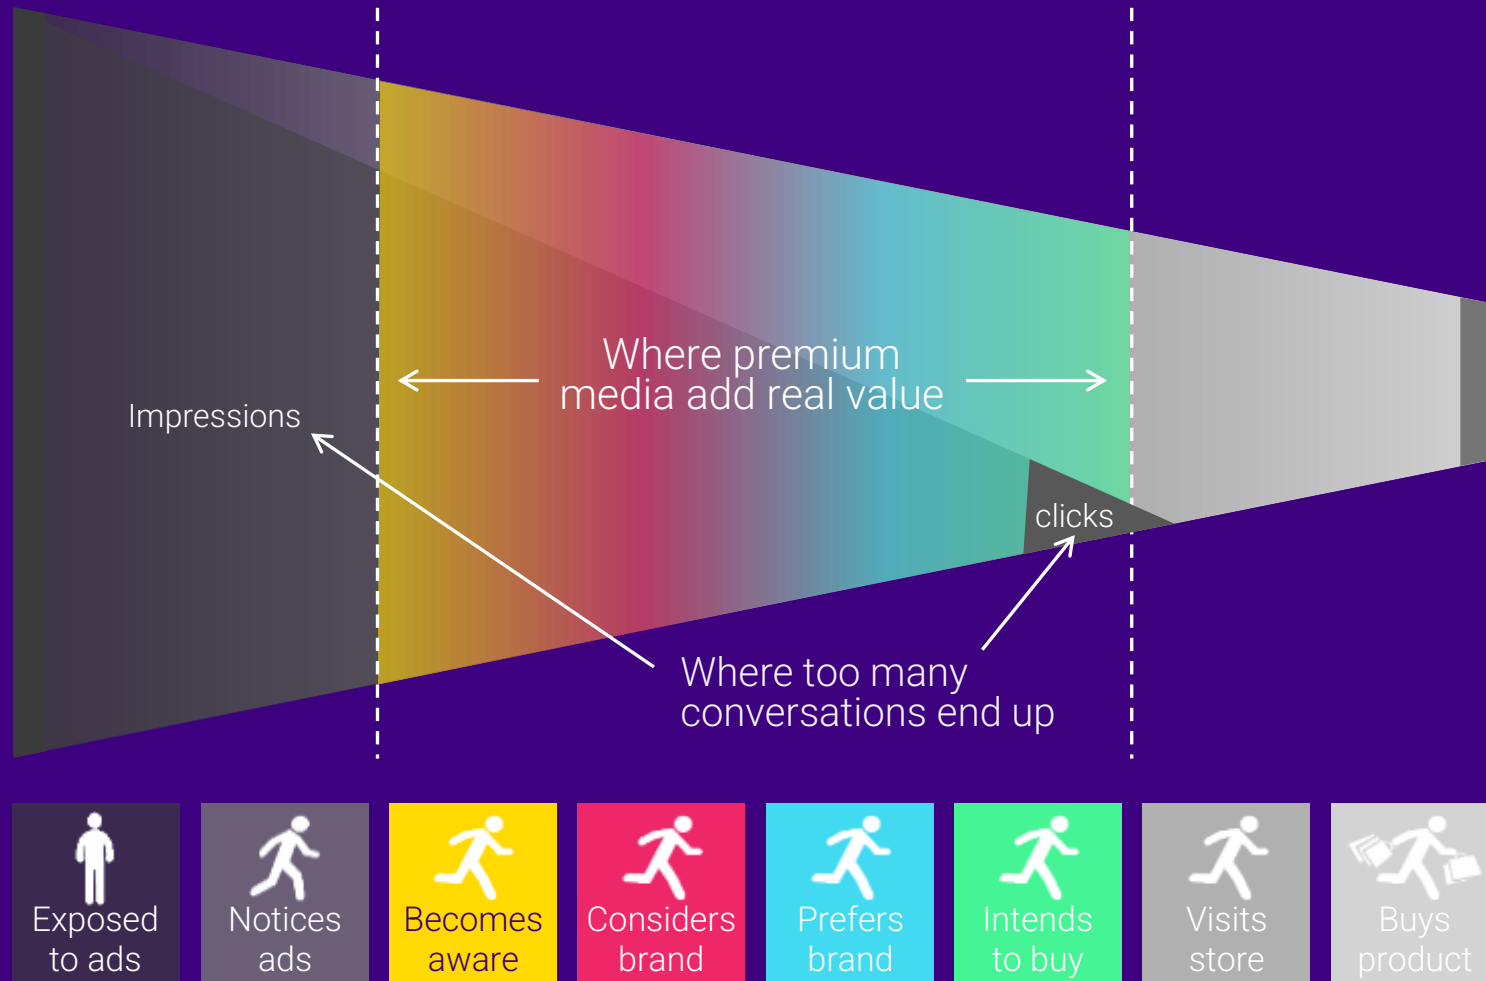 Where premium
media add real value
Impressions
clicks
Where too many
conversations end up
Exposed
to ads
Notices
ads
Becomes
aware
Considers
brand
Prefers
brand
Intends
to buy
Visits
store
Buys
product